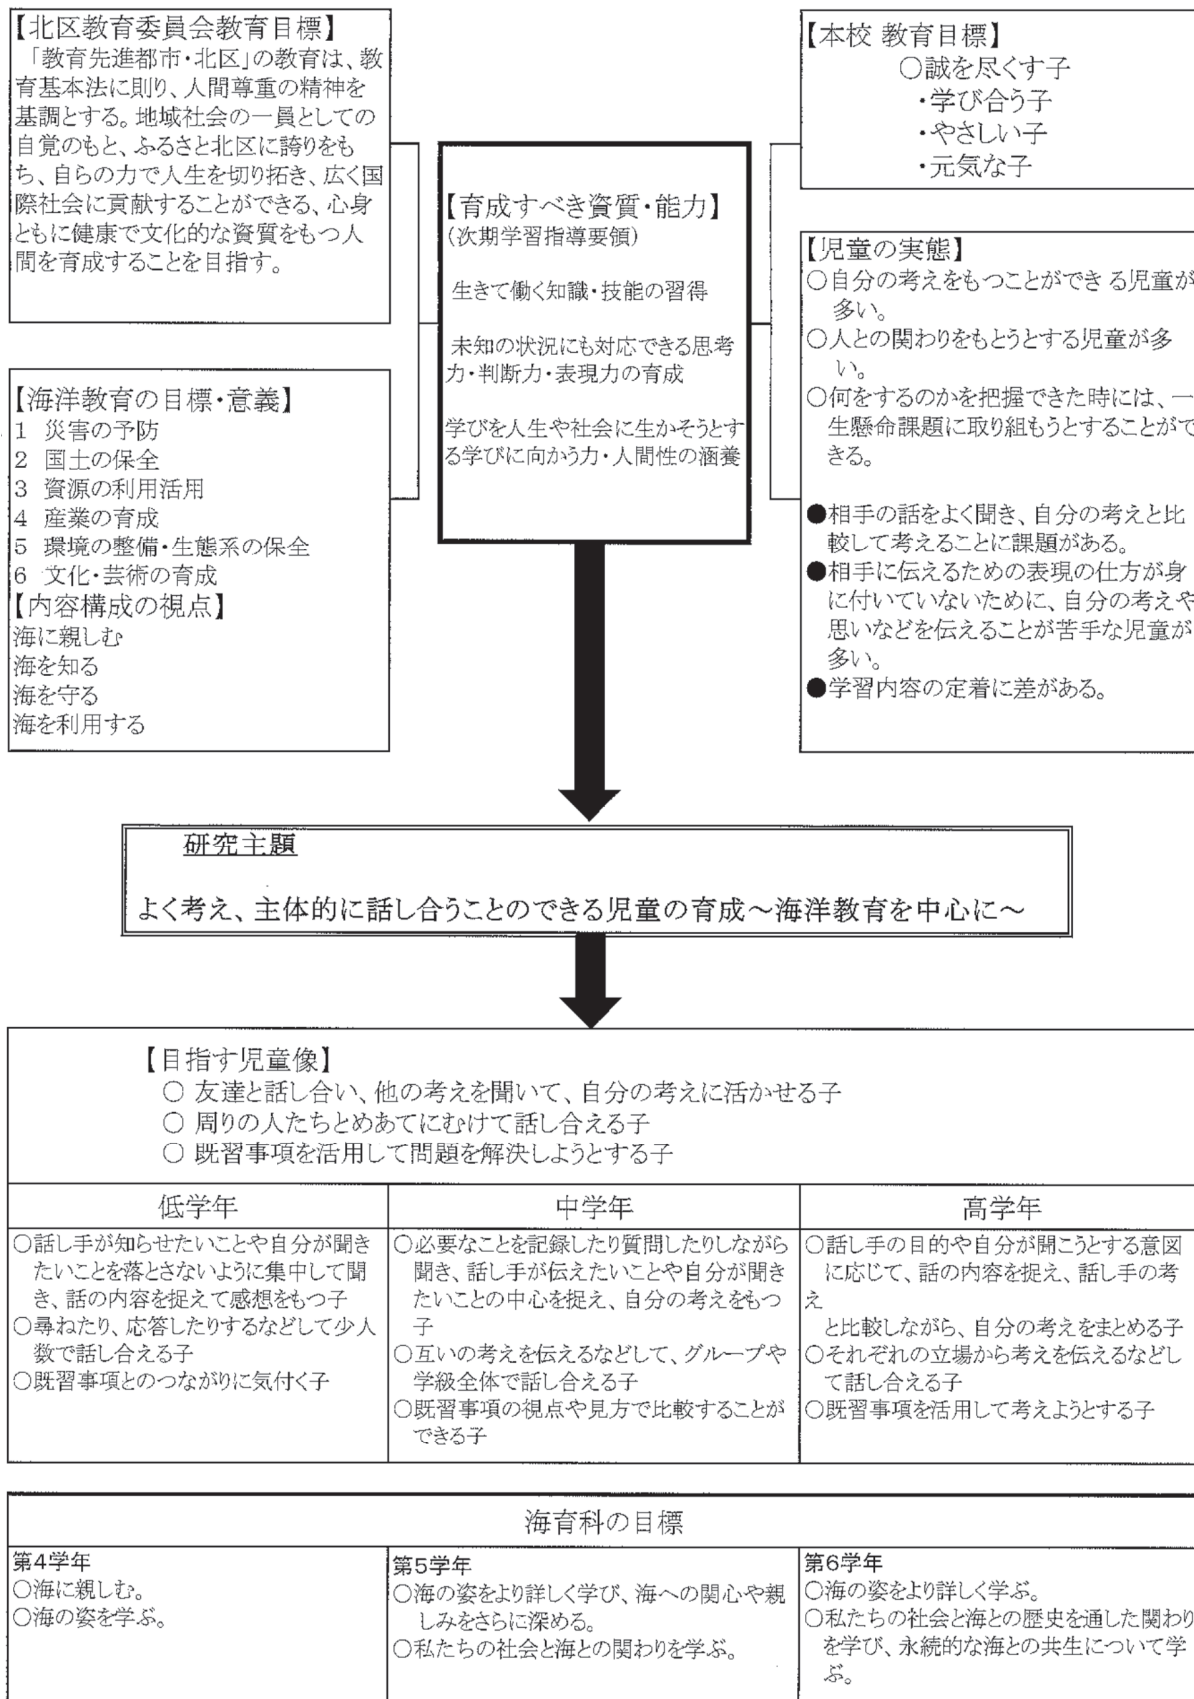 【北区教育委員会教育目標】
「教育先進都市・北区」の教育は、教
育基本法に則り、人間尊重の精神を
基調とする。地域社会の一員としての
自覚のもと、ふるさと北区に誇りをも
ち、自らの力で人生を切り拓き、広く国
際社会に貢献することができる、心身
ともに健康で文化的な資質をもつ人
間を育成することを目指す。
【海洋教育の目標・意義】
1 災害の予防
2 国土の保全
3 資源の利用活用
4 産業の育成
5 環境の整備・生態系の保全
6 文化・芸術の育成
【内容構成の視点】
海に親しむ
海を知る
海を守る
海を利用する
【育成すべき資質・能力】
（次期学習指導要領）
生きて働く知識・技能の習得
未知の状況にも対応できる思考
力・判断力・表現力の育成
学びを人生や社会に生かそうとす
る学びに向かう力・人間性の涵養
【本校 教育目標】
○誠を尽くす子
・学び合う子
・やさしい子
・元気な子
【児童の実態】
○自分の考えをもつことができる児童が
多い。
○人との関わりをもとうとする児童が多
い。
○何をするのかを把握できた時には、一
生懸命課題に取り組もうとすることがで
きる。
●相手の話をよく聞き、自分の考えと比
較して考えることに課題がある。
●相手に伝えるための表現の仕方が身
に付いていないために、自分の考えや
思いなどを伝えることが苦手な児童が
多い。
●学習内容の定着に差がある。
研究主題
よく考え、主体的に話し合うことのできる児童の育成～海洋教育を中心に～
【目指す児童像】
○ 友達と話し合い、他の考えを聞いて、自分の考えに活かせる子
○ 周りの人たちとめあてにむけて話し合える子
○ 既習事項を活用して問題を解決しようとする子
低学年
○話し手が知らせたいことや自分が聞き
たいことを落とさないように集中して聞
き、話の内容を捉えて感想をもつ子
○尋ねたり、応答したりするなどして少人
数で話し合える子
○既習事項とのつながりに気付く子
中学年
○必要なことを記録したり質問したりしながら
聞き、話し手が伝えたいことや自分が聞き
たいことの中心を捉え、自分の考えをもつ
子
○互いの考えを伝えるなどして、グループや
学級全体で話し合える子
○既習事項の視点や見方で比較することが
できる子
高学年
○話し手の目的や自分が聞こうとする意図
に応じて、話の内容を捉え、話し手の考
え
と比較しながら、自分の考えをまとめる子
○それぞれの立場から考えを伝えるなどし
て話し合える子
○既習事項を活用して考えようとする子
海育科の目標
第4学年
○海に親しむ。
○海の姿を学ぶ。
第5学年
○海の姿をより詳しく学び、海への関心や親
しみをさらに深める。
○私たちの社会と海との関わりを学ぶ。
第6学年
○海の姿をより詳しく学ぶ。
○私たちの社会と海との歴史を通した関わり
を学び、永続的な海との共生について学
ぶ。